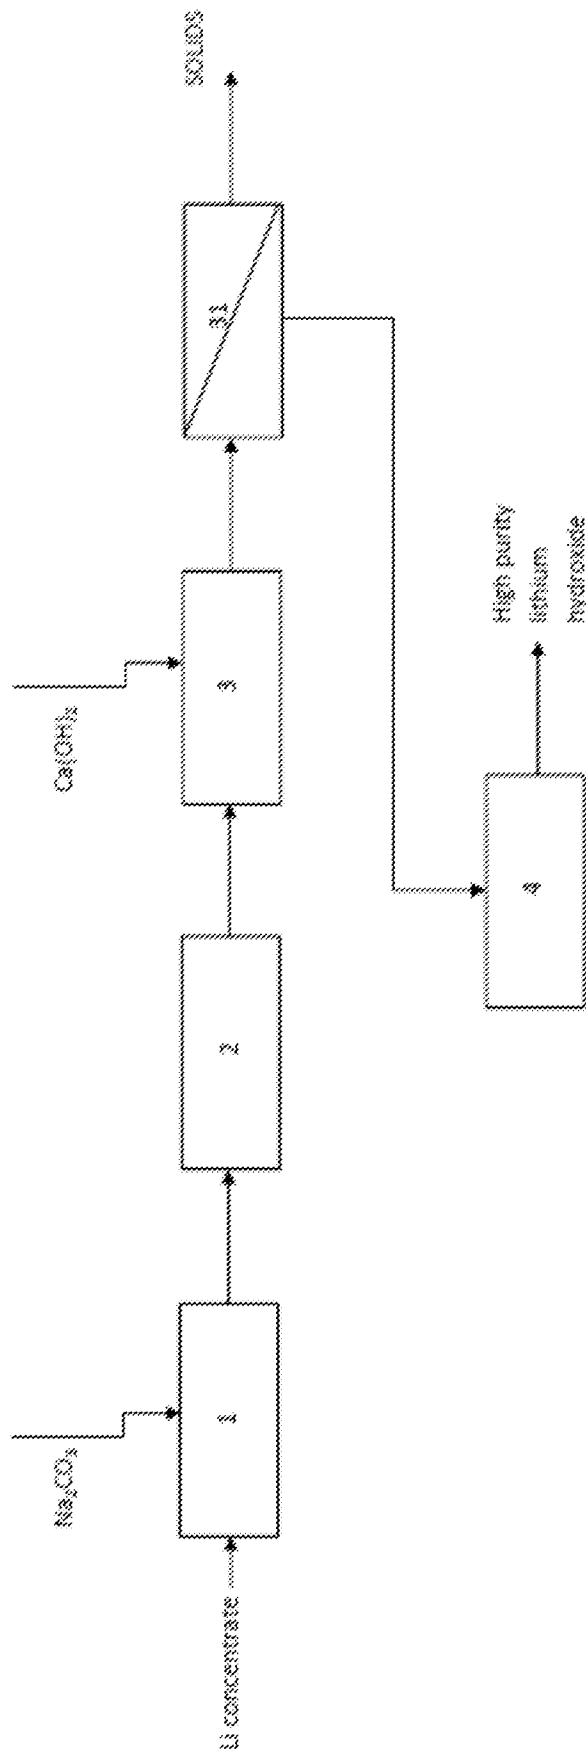 Na₂CO₃
Ca(OH)₂
Li concentrate
1
2
3
31
SOLIDS
4
High purity
lithium
hydroxide